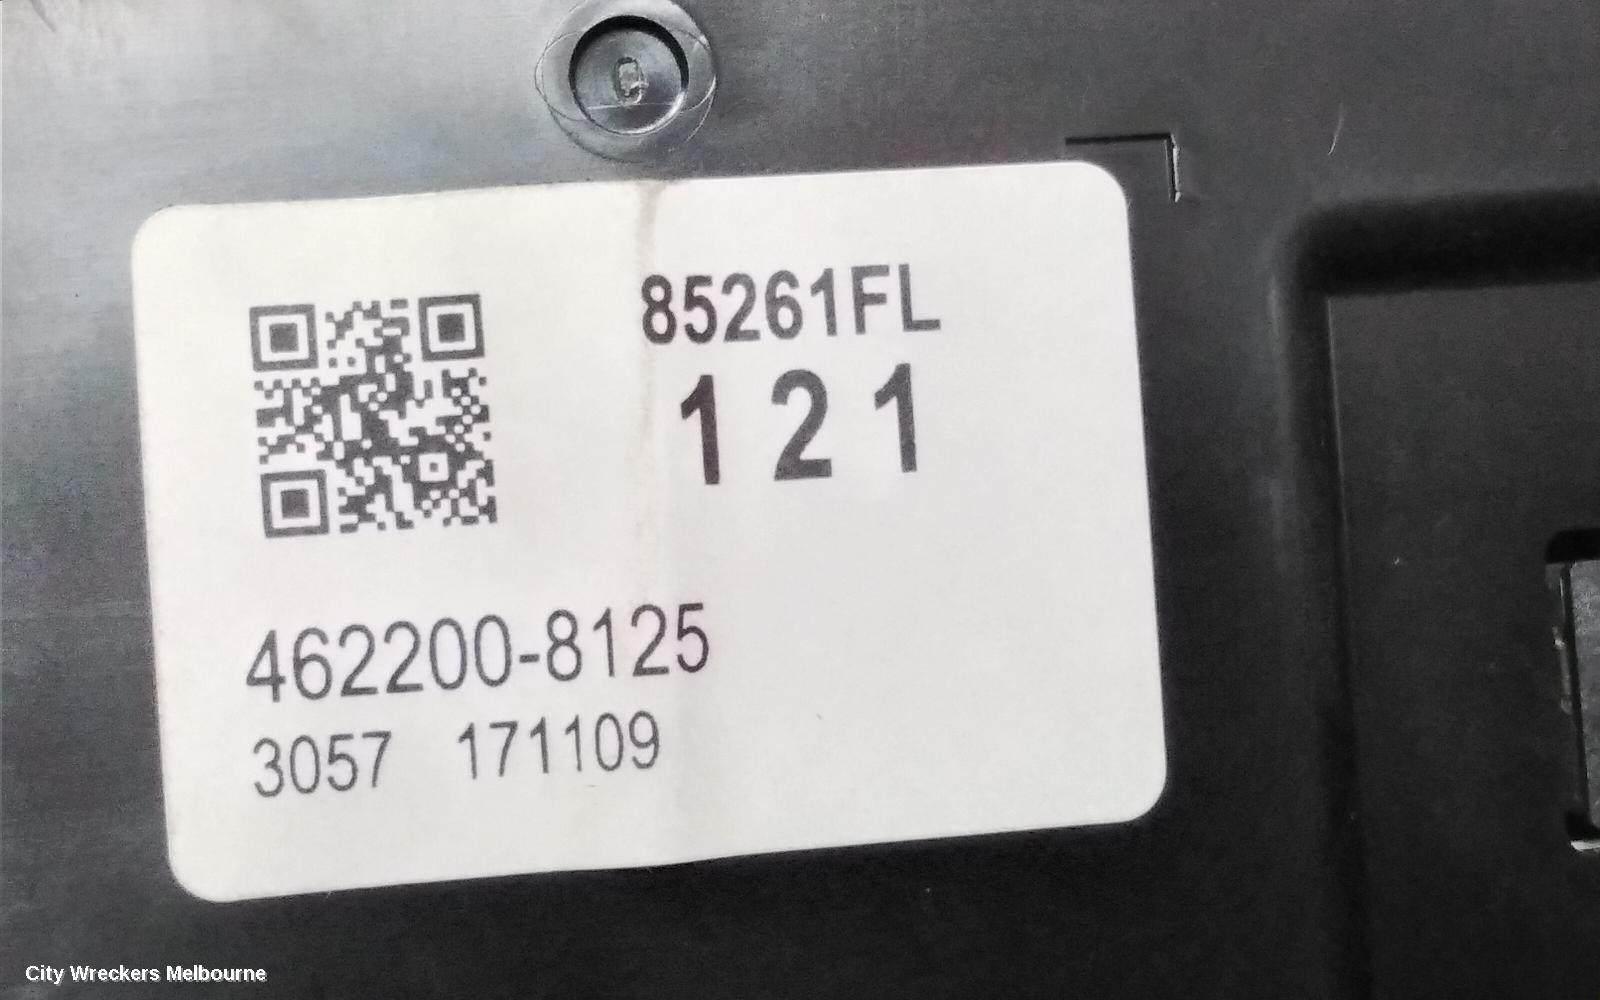 85261FL
121
462200-8125
3057 171109
City Wreckers Melbourne